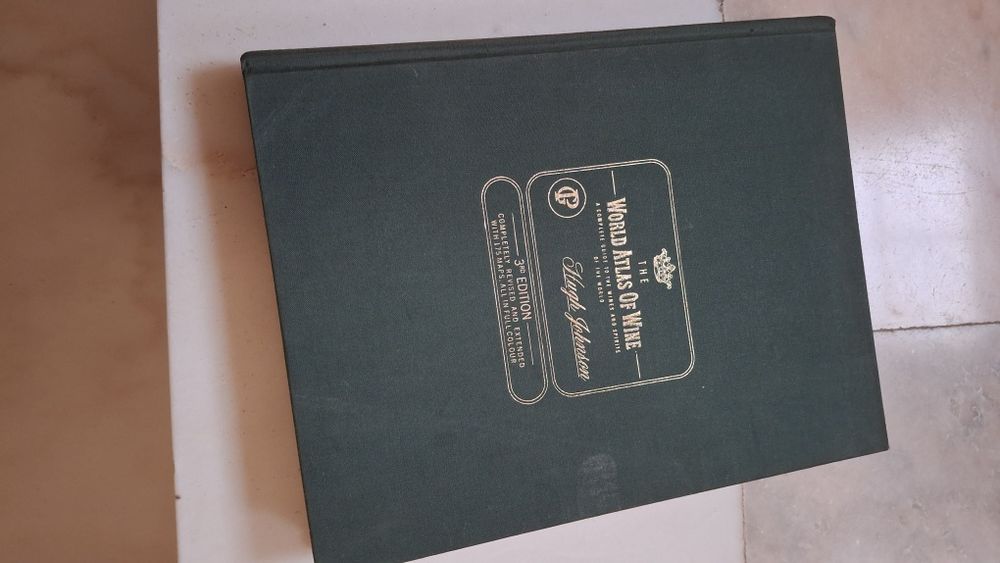 THE
WORLD ATLAS OF WINE
A COMPLETE GUIDE TO THE WINES AND SPIRITS
OF THE WORLD
Hugh Johnson
3RD EDITION
COMPLETELY REVISED AND EXTENDED
WITH 175 MAPS ALL IN FULL COLOUR